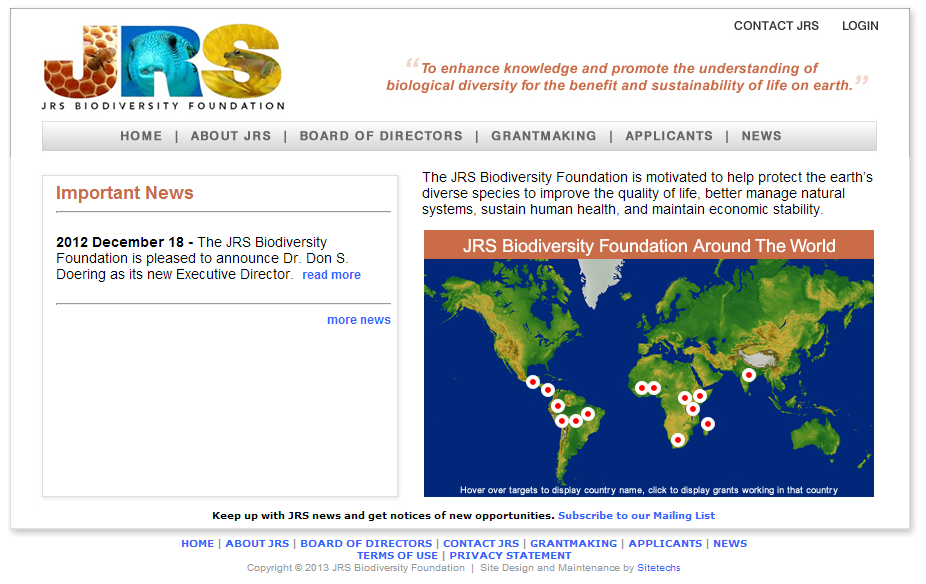 JRS
JRS BIODIVERSITY FOUNDATION
CONTACT JRS LOGIN
“To enhance knowledge and promote the understanding of
biological diversity for the benefit and sustainability of life on earth.”
HOME | ABOUT JRS | BOARD OF DIRECTORS | GRANTMAKING | APPLICANTS | NEWS
Important News
2012 December 18 - The JRS Biodiversity
Foundation is pleased to announce Dr. Don S.
Doering as its new Executive Director. read more
more news
The JRS Biodiversity Foundation is motivated to help protect the earth's
diverse species to improve the quality of life, better manage natural
systems, sustain human health, and maintain economic stability.
JRS Biodiversity Foundation Around The World
Hover over targets to display country name, click to display grants working in that country
Keep up with JRS news and get notices of new opportunities. Subscribe to our Mailing List
HOME | ABOUT JRS | BOARD OF DIRECTORS | CONTACT JRS | GRANTMAKING | APPLICANTS | NEWS
TERMS OF USE | PRIVACY STATEMENT
Copyright © 2013 JRS Biodiversity Foundation | Site Design and Maintenance by Sitetechs